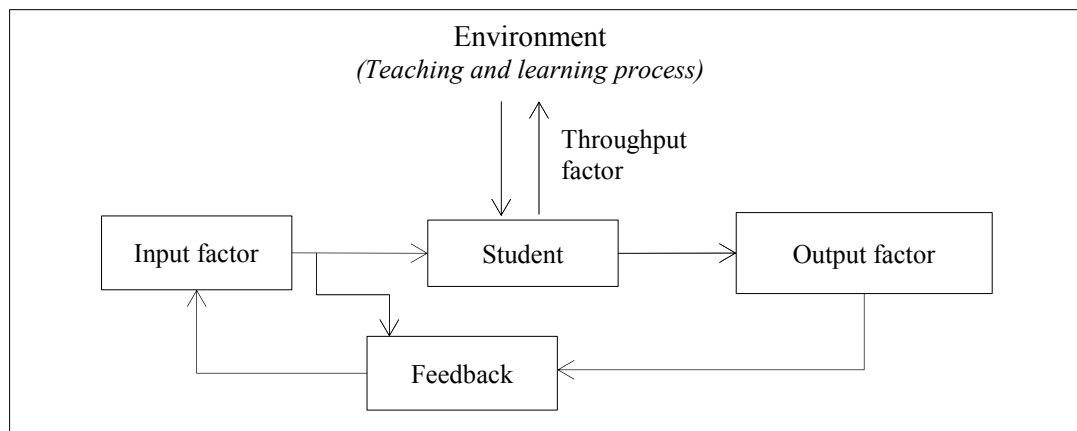 Environment
(Teaching and learning process)
Throughput
factor
Input factor
Student
Output factor
Feedback